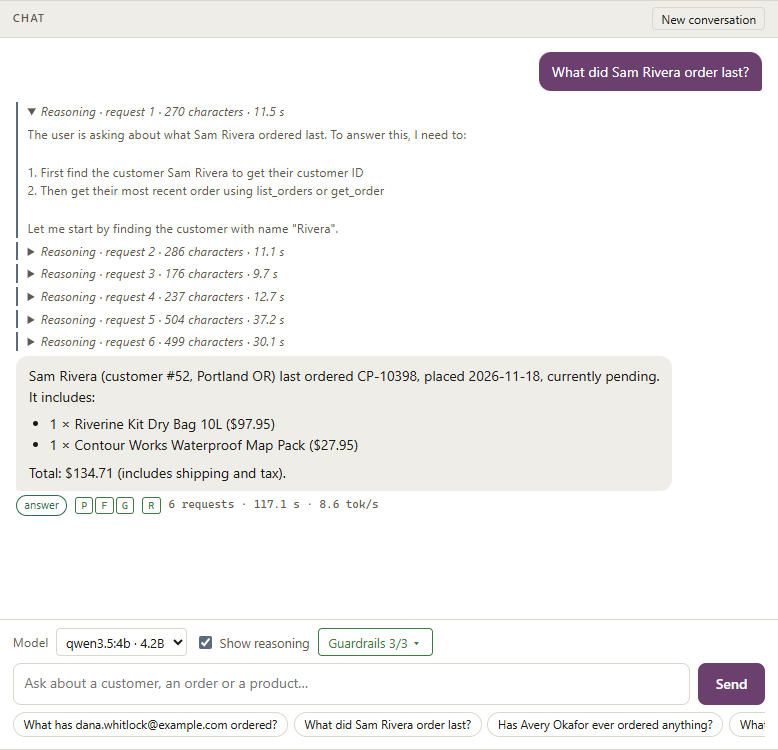 CHAT
New conversation
What did Sam Rivera order last?
▼ Reasoning · request 1 · 270 characters · 11.5 s
The user is asking about what Sam Rivera ordered last. To answer this, I need to:
1. First find the customer Sam Rivera to get their customer ID
2. Then get their most recent order using list_orders or get_order
Let me start by finding the customer with name "Rivera".
▶ Reasoning · request 2 · 286 characters · 11.1 s
▶ Reasoning · request 3 · 176 characters · 9.7 s
▶ Reasoning · request 4 · 237 characters · 12.7 s
▶ Reasoning · request 5 · 504 characters · 37.2 s
▶ Reasoning · request 6 · 499 characters · 30.1 s
Sam Rivera (customer #52, Portland OR) last ordered CP-10398, placed 2026-11-18, currently pending.
It includes:
• 1 × Riverine Kit Dry Bag 10L ($97.95)
• 1 × Contour Works Waterproof Map Pack ($27.95)
Total: $134.71 (includes shipping and tax).
answer P F G R 6 requests · 117.1 s · 8.6 tok/s
Model qwen3.5:4b · 4.2B Show reasoning Guardrails 3/3
Ask about a customer, an order or a product...
Send
What has dana.whitlock@example.com ordered? What did Sam Rivera order last? Has Avery Okafor ever ordered anything? What